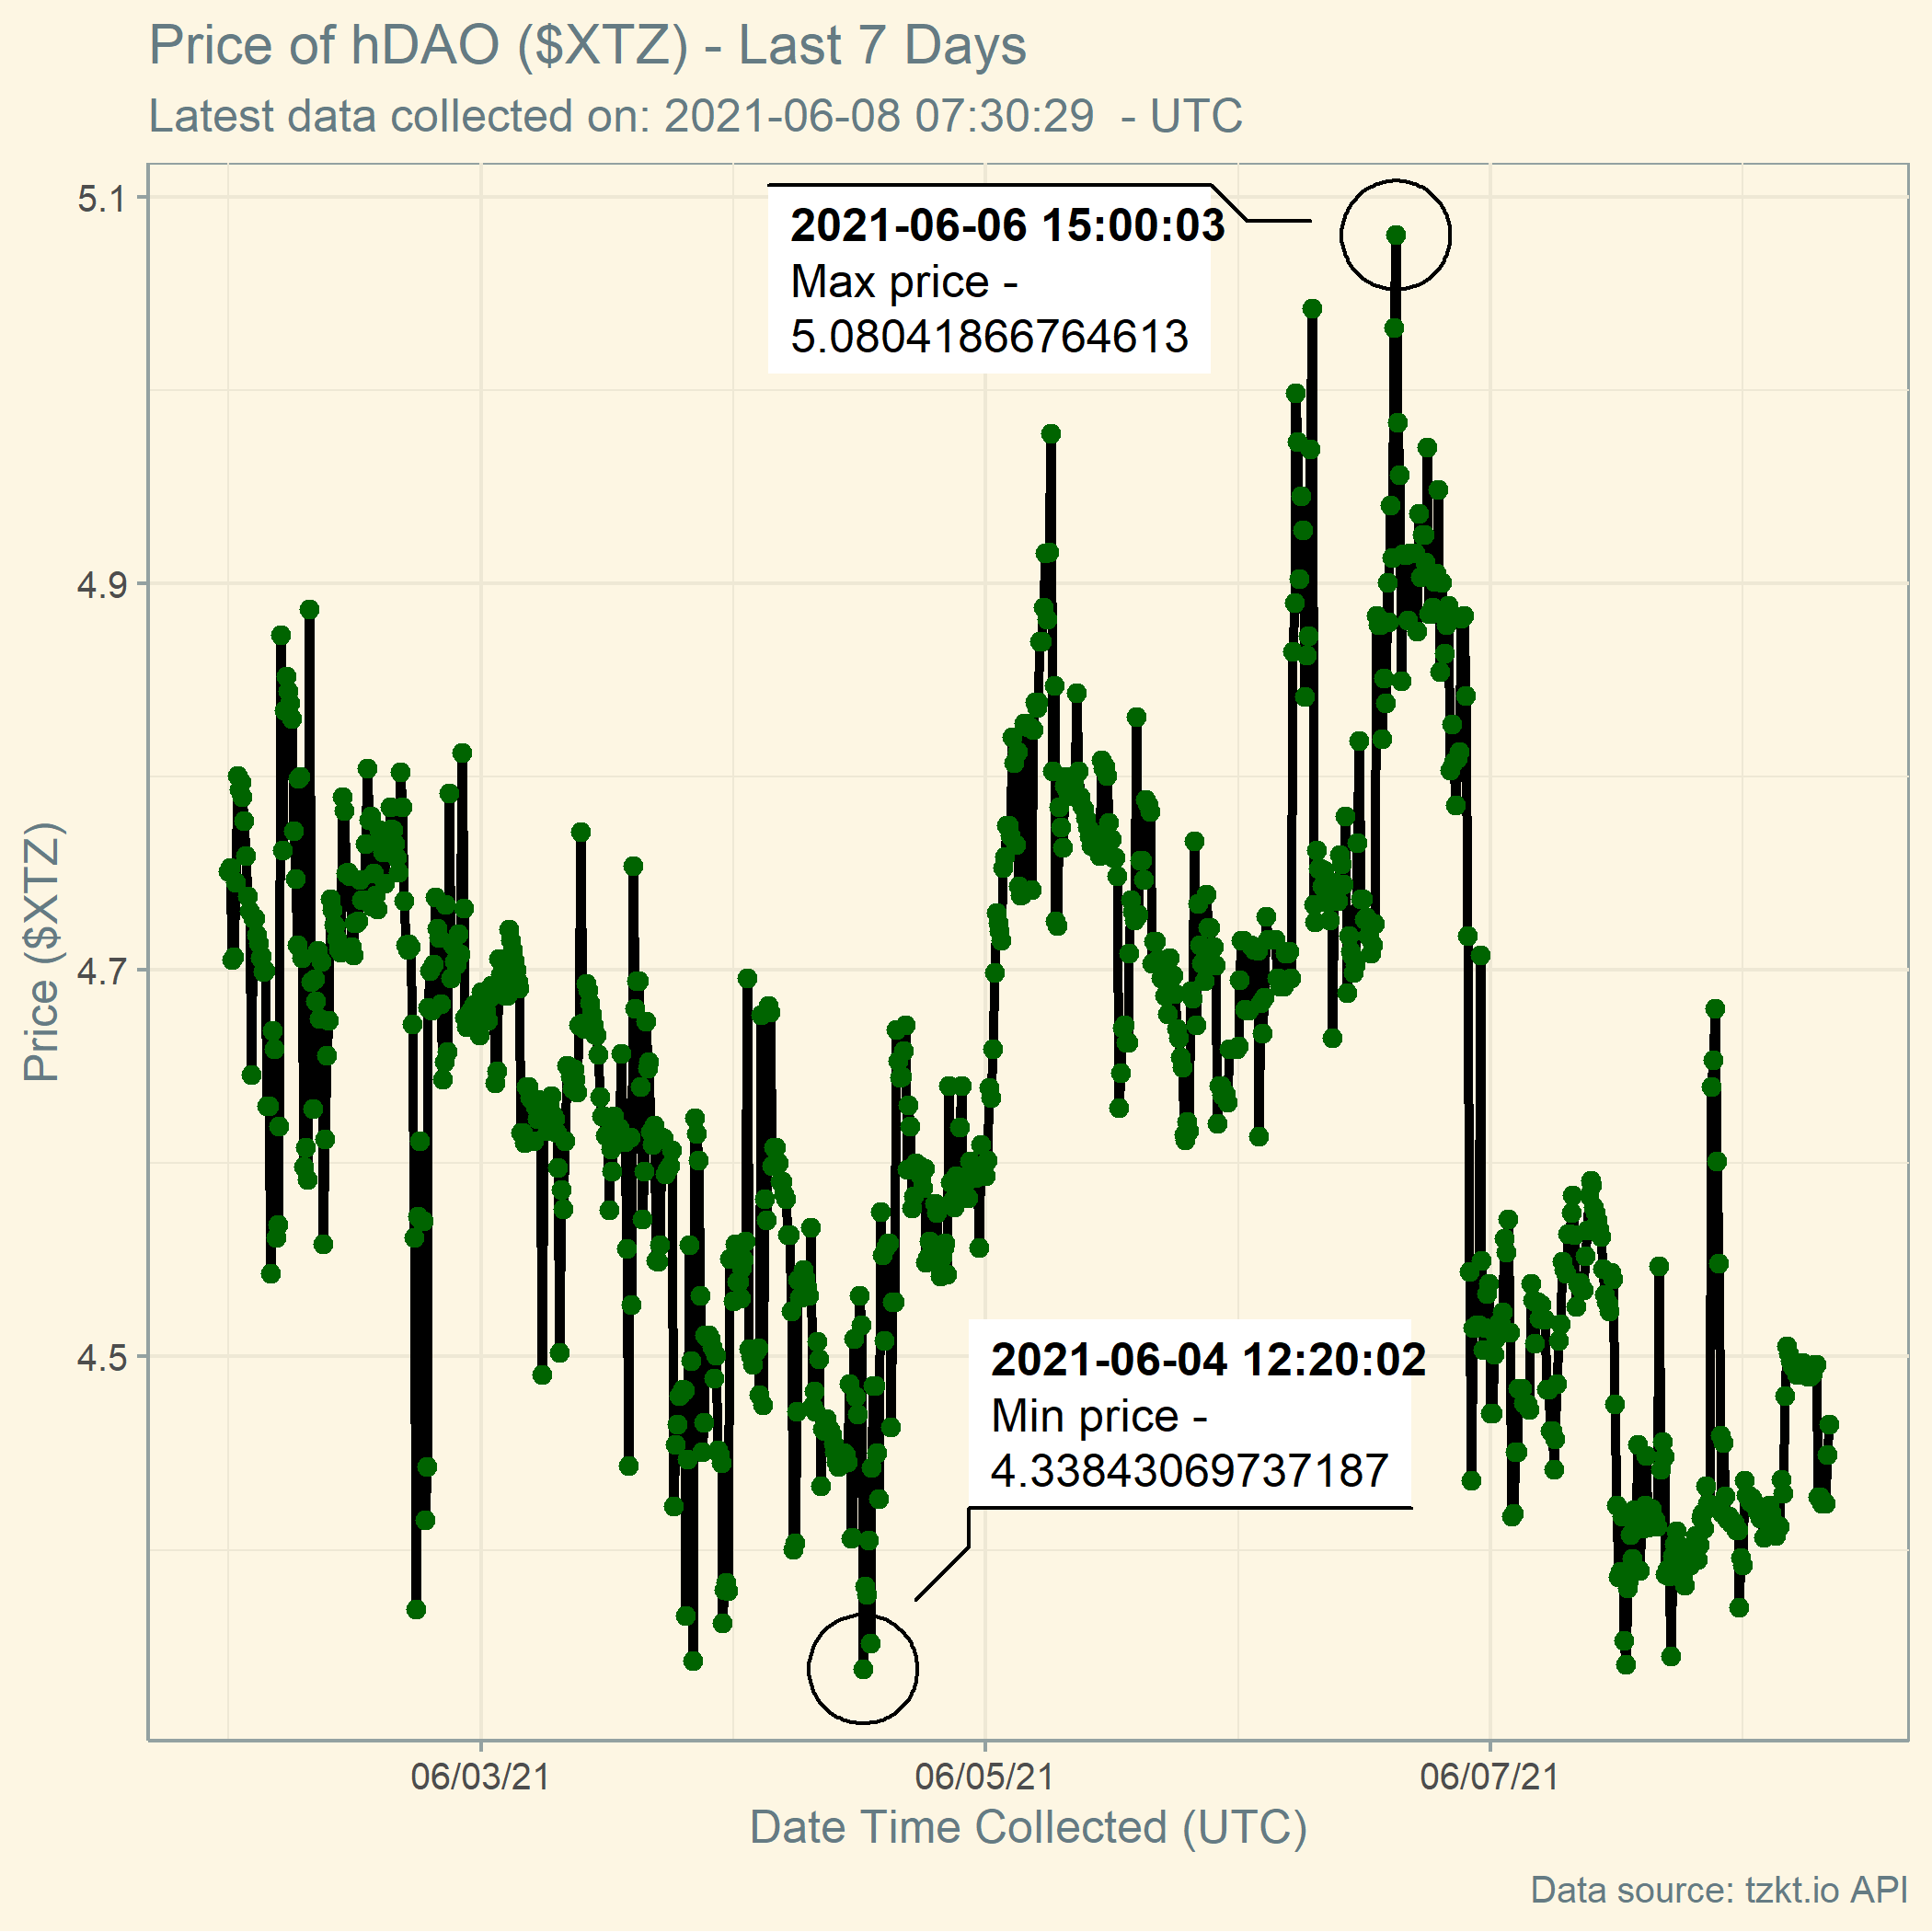 Price of hDAO ($XTZ) - Last 7 Days
Latest data collected on: 2021-06-08 07:30:29  - UTC
5.1
4.9
4.7
4.5
Price ($XTZ)
2021-06-06 15:00:03
Max price -
5.08041866764613
2021-06-04 12:20:02
Min price -
4.33843069737187
06/03/21
06/05/21
06/07/21
Date Time Collected (UTC)
Data source: tzkt.io API